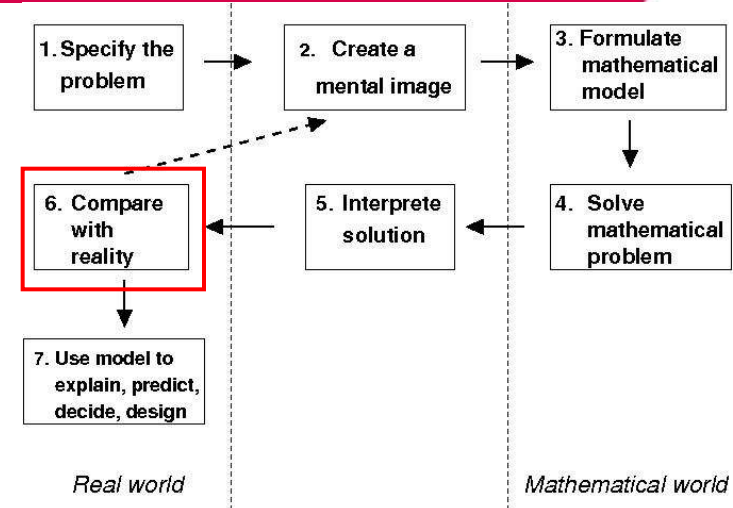 1. Specify the
problem
2. Create a
mental image
3. Formulate
mathematical
model
4. Solve
mathematical
problem
5. Interprete
solution
6. Compare
with
reality
7. Use model to
explain, predict,
decide, design
Real world
Mathematical world